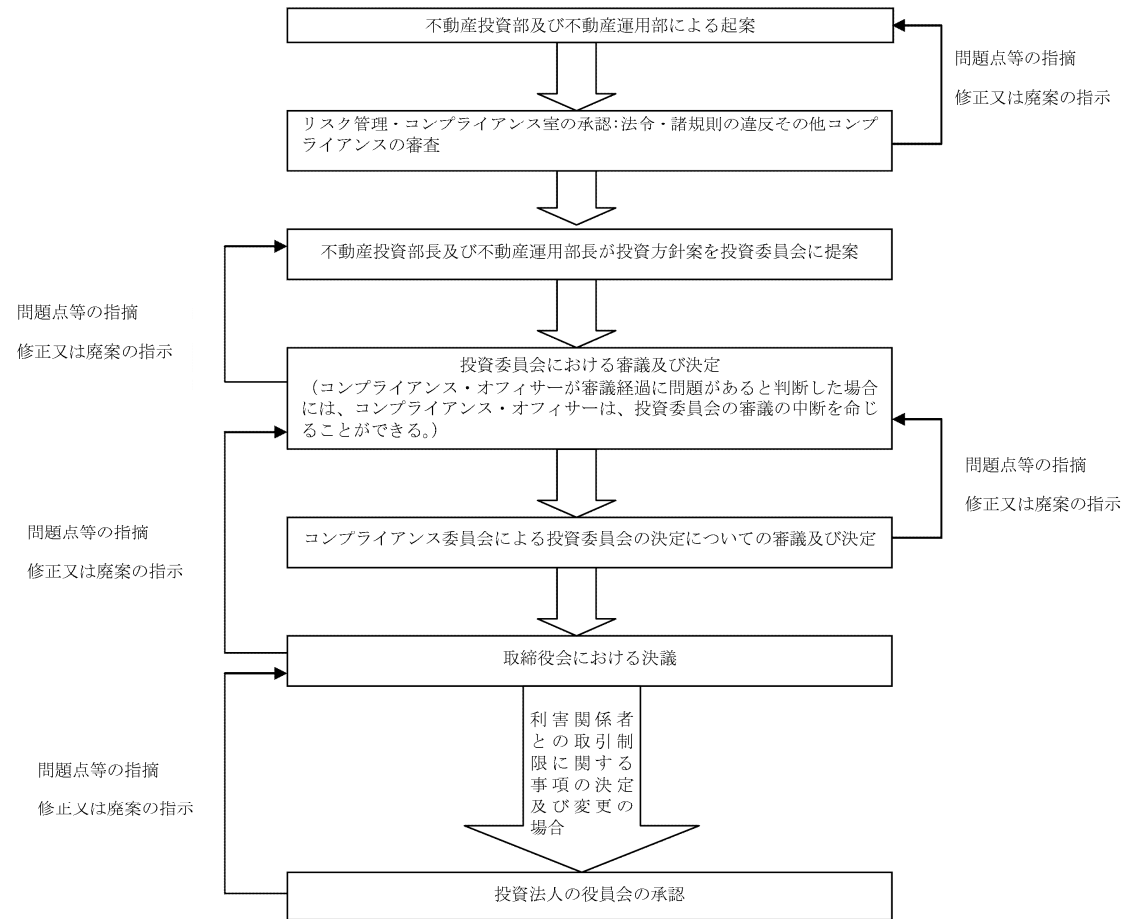 不動産投資部及び不動産運用部による起案
問題点等の指摘
修正又は廃案の指示
リスク管理・コンプライアンス室の承認:法令・諸規則の違反その他コンプ
ライアンスの審査
不動産投資部長及び不動産運用部長が投資方針案を投資委員会に提案
問題点等の指摘
修正又は廃案の指示
投資委員会における審議及び決定
（コンプライアンス・オフィサーが審議経過に問題があると判断した場合
には、コンプライアンス・オフィサーは、投資委員会の審議の中断を命じ
ることができる。）
問題点等の指摘
修正又は廃案の指示
コンプライアンス委員会による投資委員会の決定についての審議及び決定
問題点等の指摘
修正又は廃案の指示
取締役会における決議
利害関係者
との取引制
限に関する
事項の決定
及び変更の
場合
問題点等の指摘
修正又は廃案の指示
投資法人の役員会の承認